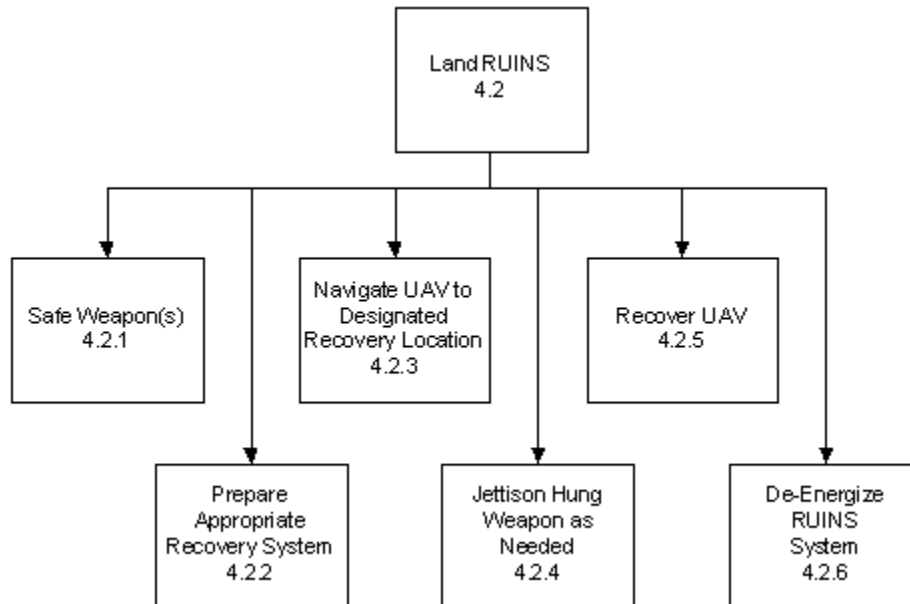 Land RUINS
4.2
Safe Weapon(s)
4.2.1
Navigate UAV to
Designated
Recovery Location
4.2.3
Recover UAV
4.2.5
Prepare
Appropriate
Recovery System
4.2.2
Jettison Hung
Weapon as
Needed
4.2.4
De-Energize
RUINS
System
4.2.6